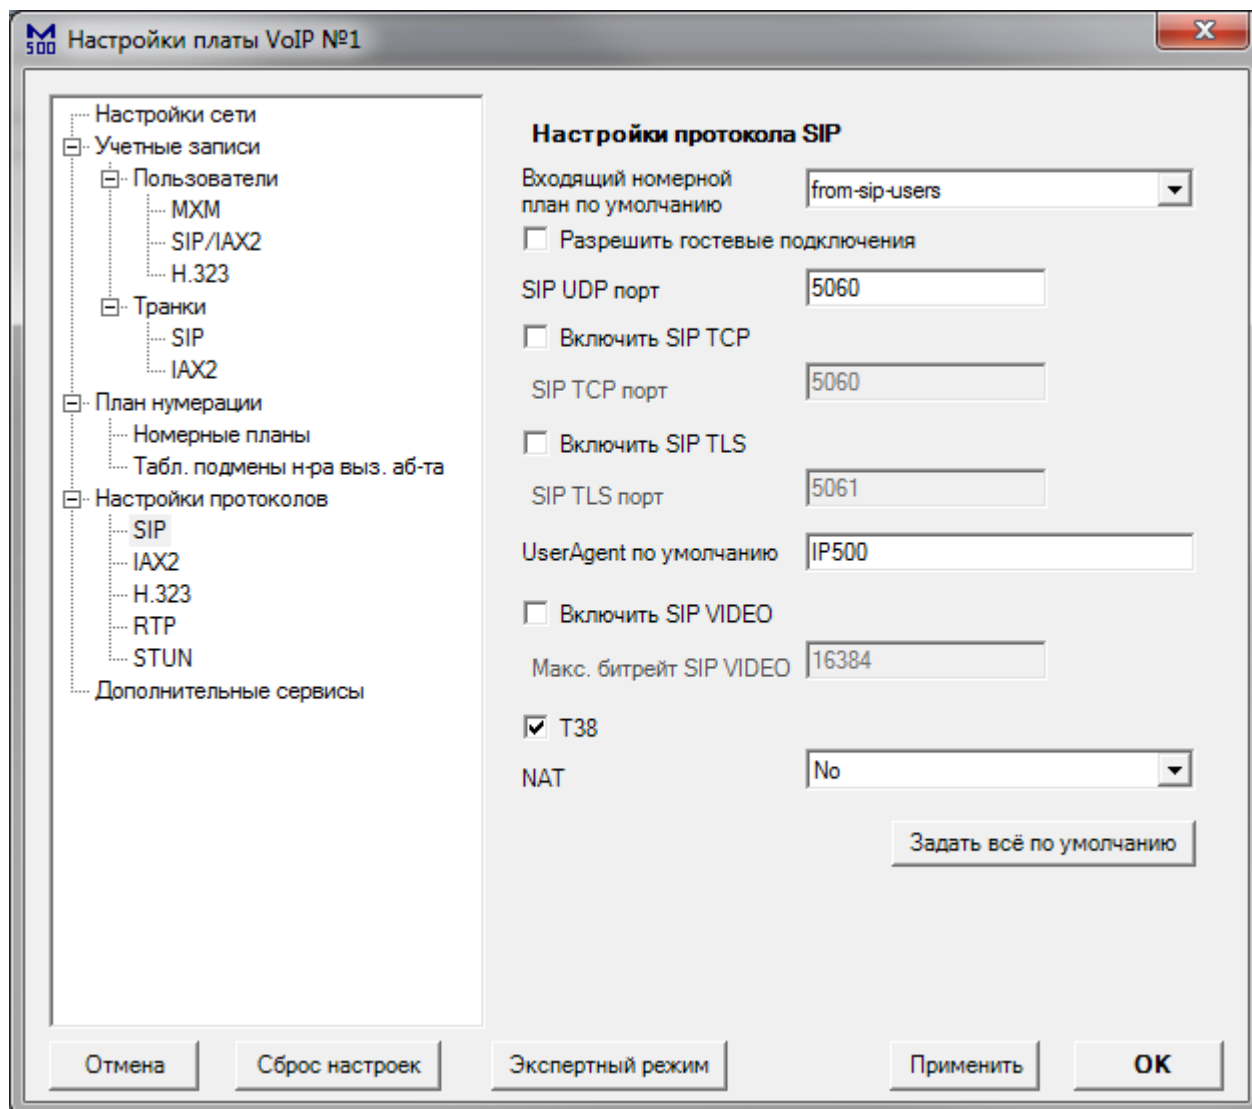 M
500
Настройки платы VoIP №1
Настройки сети
Учетные записи
Пользователи
MXM
SIP/IAX2
H.323
Транки
SIP
IAX2
План нумерации
Номерные планы
Табл. подмены н-ра выз. аб-та
Настройки протоколов
SIP
IAX2
H.323
RTP
STUN
Дополнительные сервисы
Настройки протокола SIP
Входящий номерной
план по умолчанию
from-sip-users
Разрешить гостевые подключения
SIP UDP порт
5060
Включить SIP TCP
SIP TCP порт
5060
Включить SIP TLS
SIP TLS порт
5061
UserAgent по умолчанию
IP500
Включить SIP VIDEO
Макс. битрейт SIP VIDEO
16384
T38
NAT
No
Задать всё по умолчанию
Отмена
Сброс настроек
Экспертный режим
Применить
OK